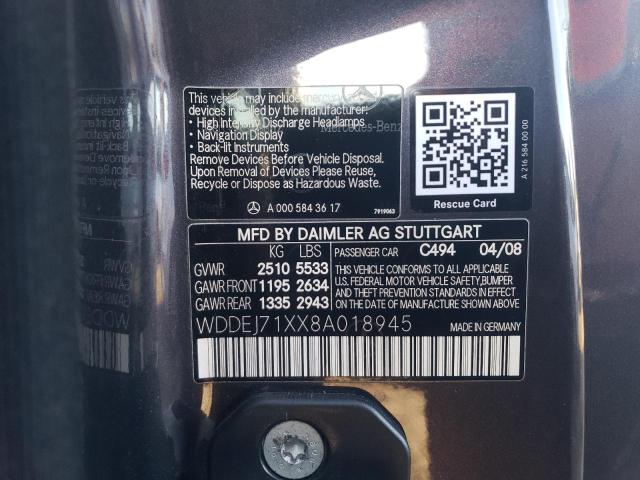 This vehicle may include mercury
devices installed by the manufacturer:
• High Intensity Discharge Headlamps
• Navigation Display
• Back-lit Instruments
Remove Devices Before Vehicle Disposal.
Upon Removal of Devices Please Reuse,
Recycle or Dispose as Hazardous Waste.
Mercedes-Benz
A 000 584 36 17
7919063
Rescue Card
A 216 584 00 00
MFD BY DAIMLER AG STUTTGART
KG LBS PASSENGER CAR C494 04/08
GVWR 2510 5533
GAWR FRONT 1195 2634
GAWR REAR 1335 2943
THIS VEHICLE CONFORMS TO ALL APPLICABLE
U.S. FEDERAL MOTOR VEHICLE SAFETY,BUMPER
AND THEFT PREVENTION STANDARDS IN EFFECT
ON THE DATE OF MANUFACTURE SHOWN ABOVE.
WDDEJ71XX8A018945
MADE IN GERMANY